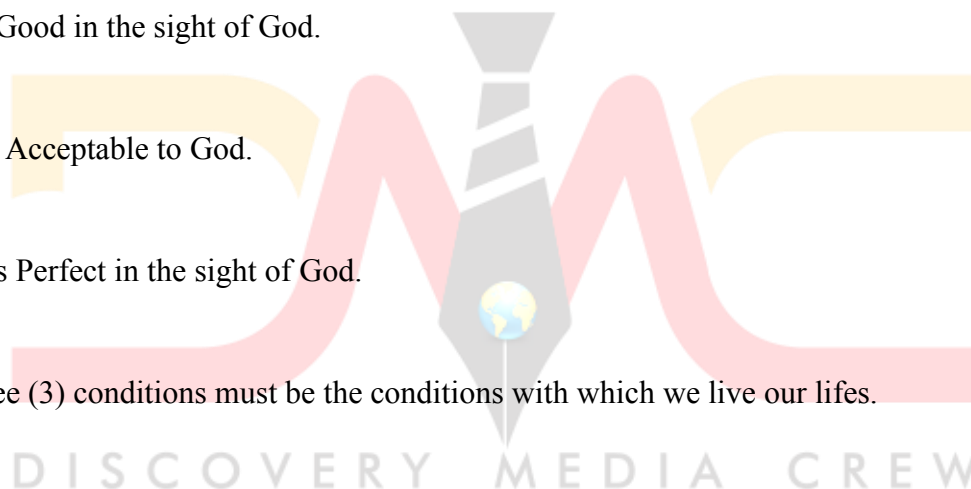 Good in the sight of God.
Acceptable to God.
s Perfect in the sight of God.
ee (3) conditions must be the conditions with which we live our lifes.
DISCOVERY MEDIA CREW